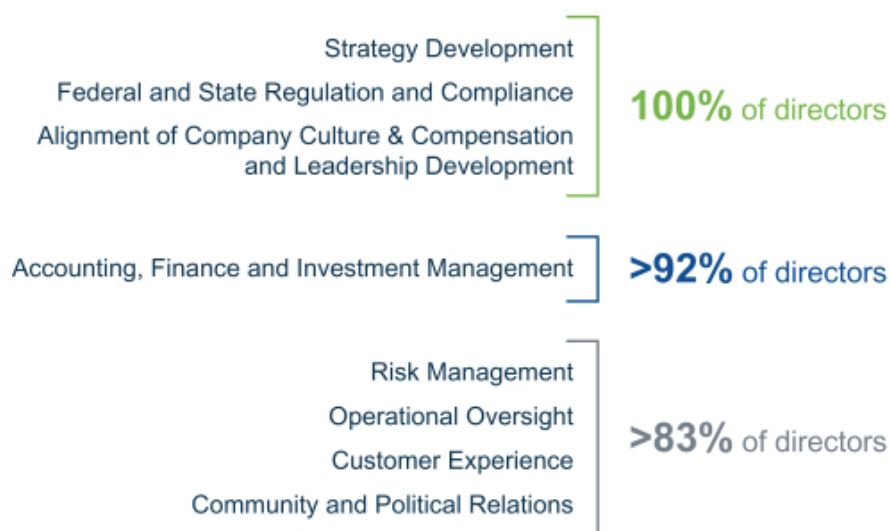 Strategy Development
Federal and State Regulation and Compliance
Alignment of Company Culture & Compensation
and Leadership Development
100% of directors
Accounting, Finance and Investment Management
>92% of directors
Risk Management
Operational Oversight
Customer Experience
Community and Political Relations
>83% of directors